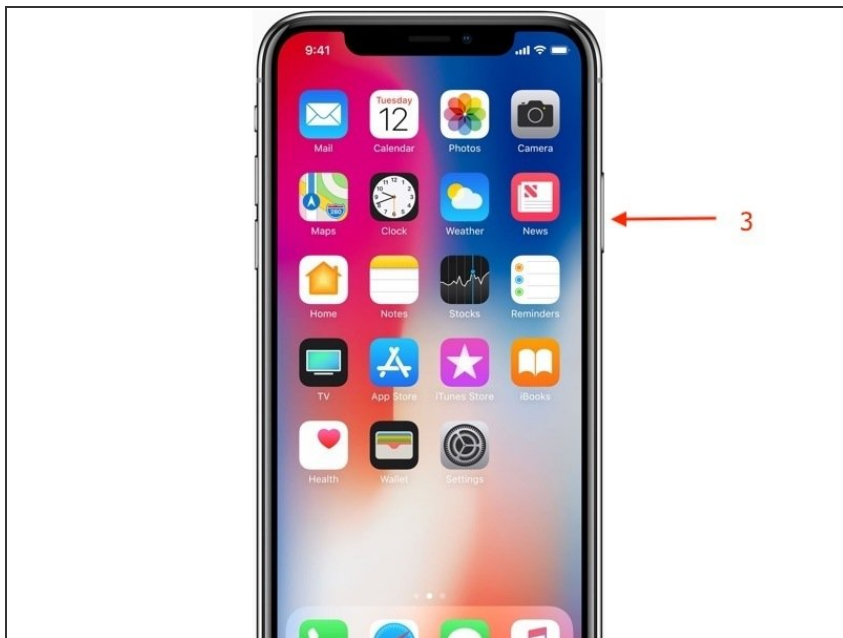 9:41
Tuesday
12
Mail
Calendar
Photos
Camera
280
Maps
Clock
Weather
News
3
Home
Notes
Stocks
Reminders
TV
App Store
iTunes Store
iBooks
Health
Wallet
Settings